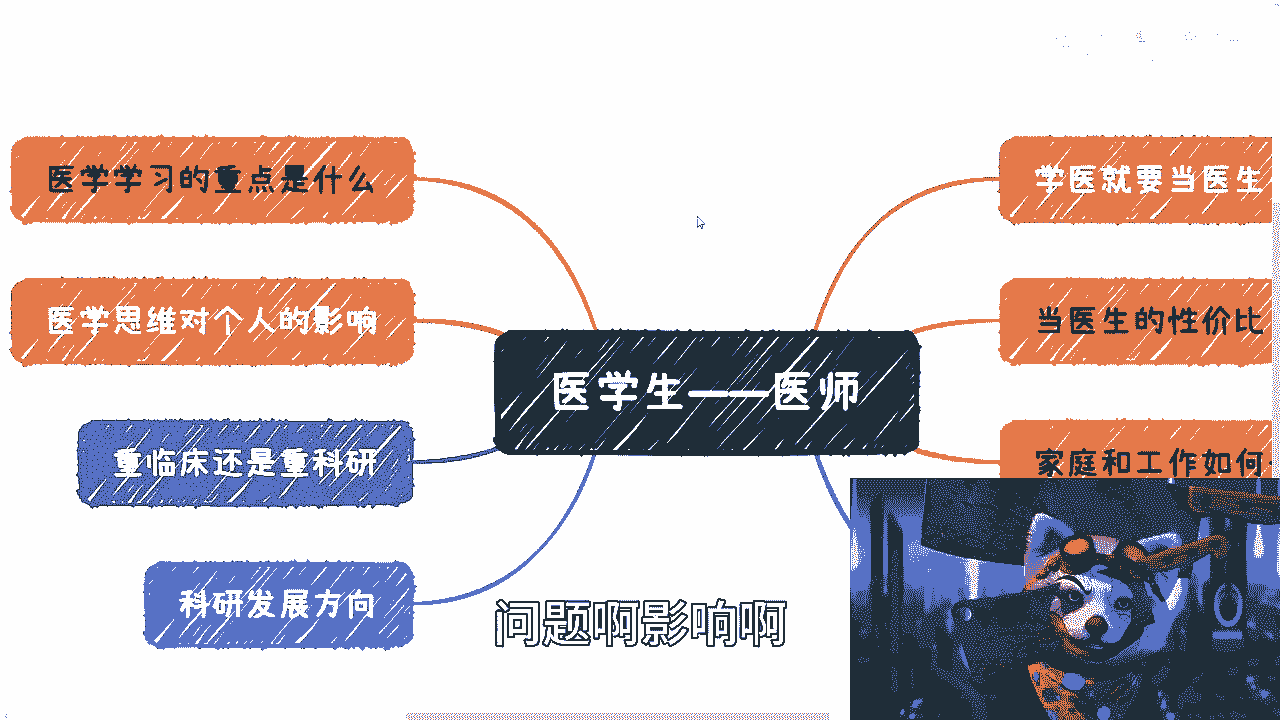 医学学习的重点是什么
医学思维对个人的影响
重临床还是重科研
科研发展方向
医学生——医师
学医就要当医生
当医生的性价比
家庭和工作如何
问题啊影响啊